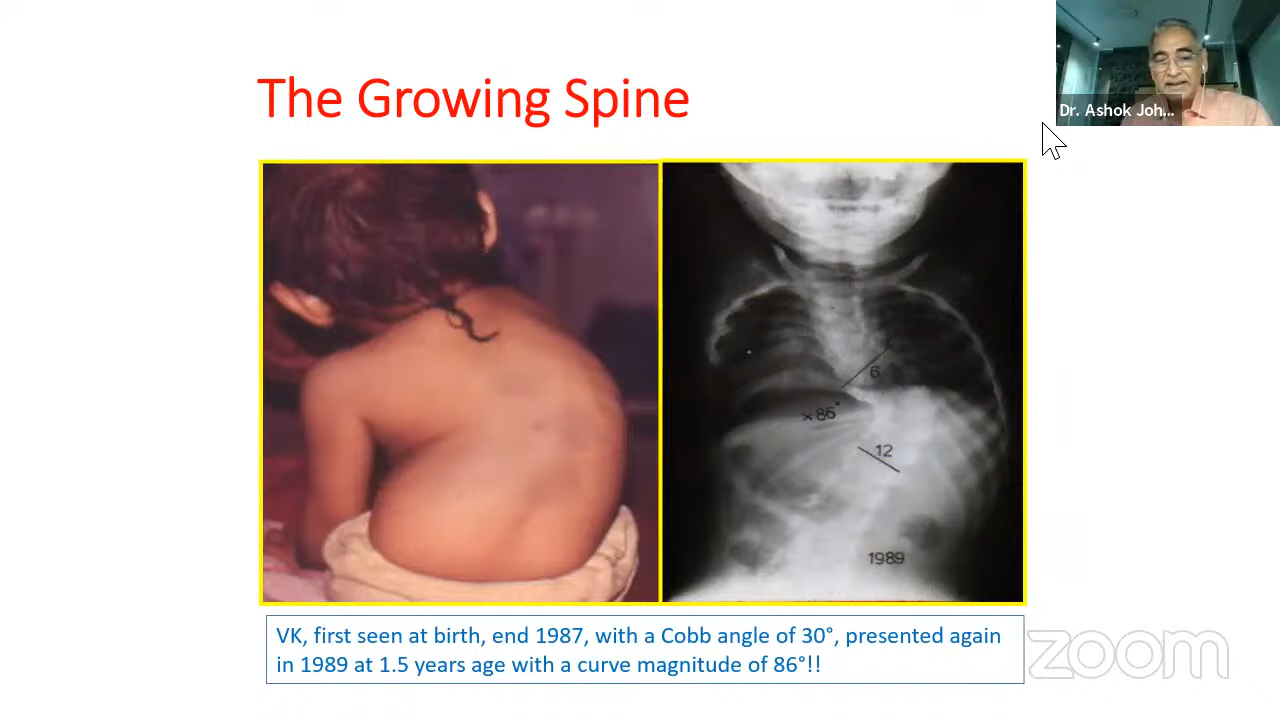 The Growing Spine
Dr. Ashok Joh...
6
×86°
12
1989
VK, first seen at birth, end 1987, with a Cobb angle of 30°, presented again
in 1989 at 1.5 years age with a curve magnitude of 86°!!
zoom